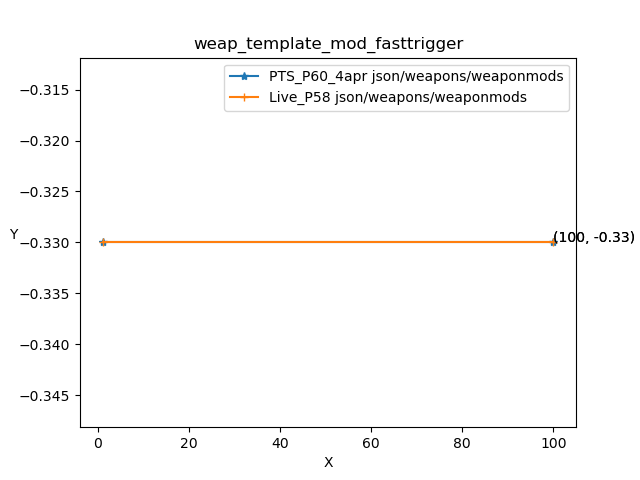 weap_template_mod_fasttrigger
PTS_P60_4apr json/weapons/weaponmods
Live_P58 json/weapons/weaponmods
−0.315
−0.320
−0.325
Y
−0.330
(100, -0.33)
−0.335
−0.340
−0.345
0
20
40
60
80
100
X